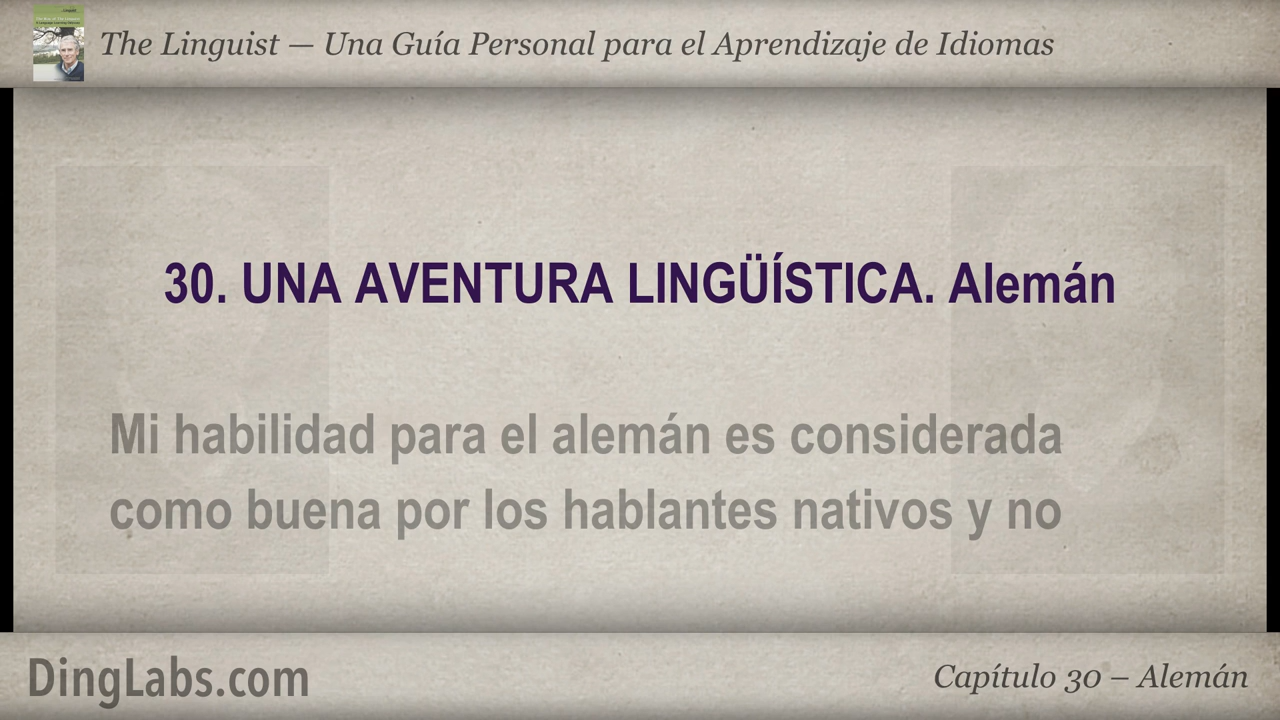 The Linguist — Una Guía Personal para el Aprendizaje de Idiomas
30. UNA AVENTURA LINGÜÍSTICA. Alemán
Mi habilidad para el alemán es considerada
como buena por los hablantes nativos y no
DingLabs.com
Capítulo 30 – Alemán